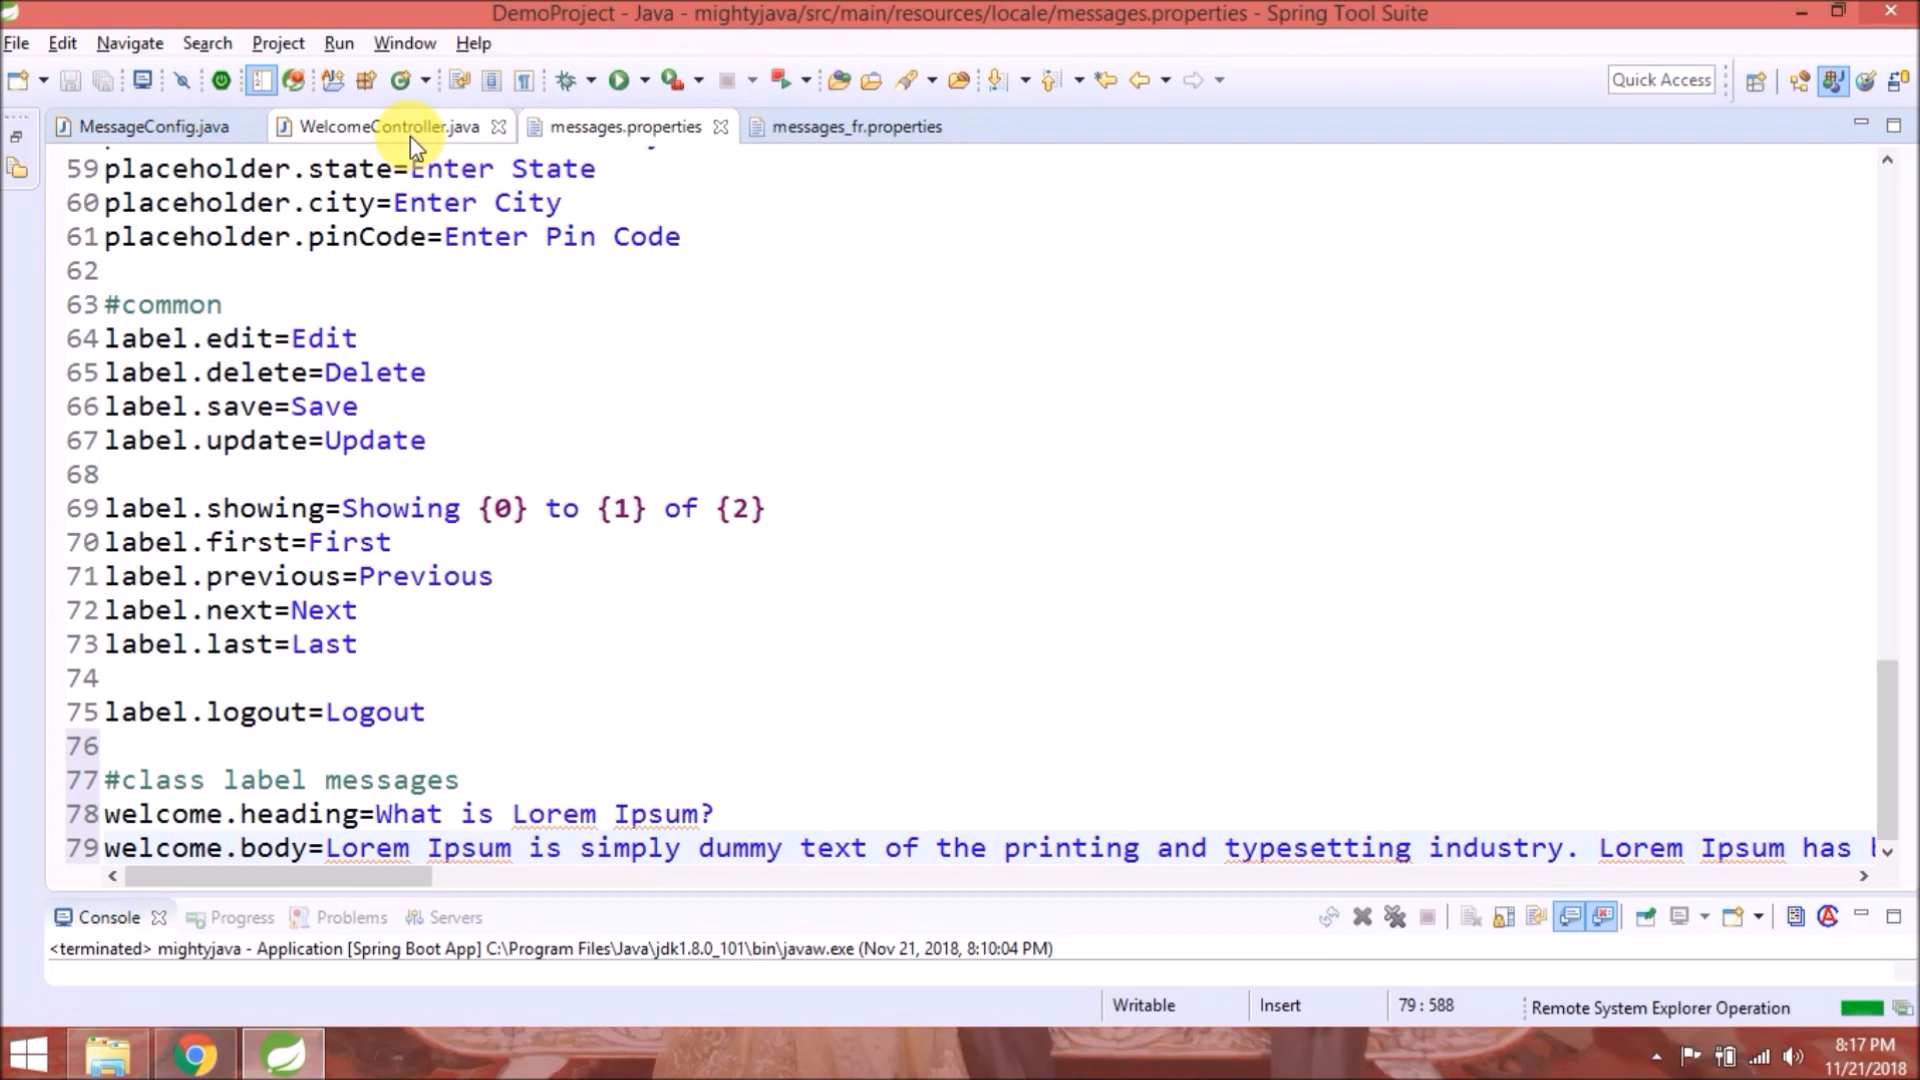 DemoProject - Java - mightyjava/src/main/resources/locale/messages.properties - Spring Tool Suite
File Edit Navigate Search Project Run Window Help
Quick Access
MessageConfig.java WelcomeController.java messages.properties messages_fr.properties
59 placeholder.state=Enter State
60 placeholder.city=Enter City
61 placeholder.pinCode=Enter Pin Code
62
63 #common
64 label.edit=Edit
65 label.delete=Delete
66 label.save=Save
67 label.update=Update
68
69 label.showing=Showing {0} to {1} of {2}
70 label.first=First
71 label.previous=Previous
72 label.next=Next
73 label.last=Last
74
75 label.logout=Logout
76
77 #class label messages
78 welcome.heading=What is Lorem Ipsum?
79 welcome.body=Lorem Ipsum is simply dummy text of the printing and typesetting industry. Lorem Ipsum has
Console Progress Problems Servers
<terminated> mightyjava - Application [Spring Boot App] C:\Program Files\Java\jdk1.8.0_101\bin\javaw.exe (Nov 21, 2018, 8:10:04 PM)
Writable Insert 79 : 588 Remote System Explorer Operation
8:17 PM
11/21/2018